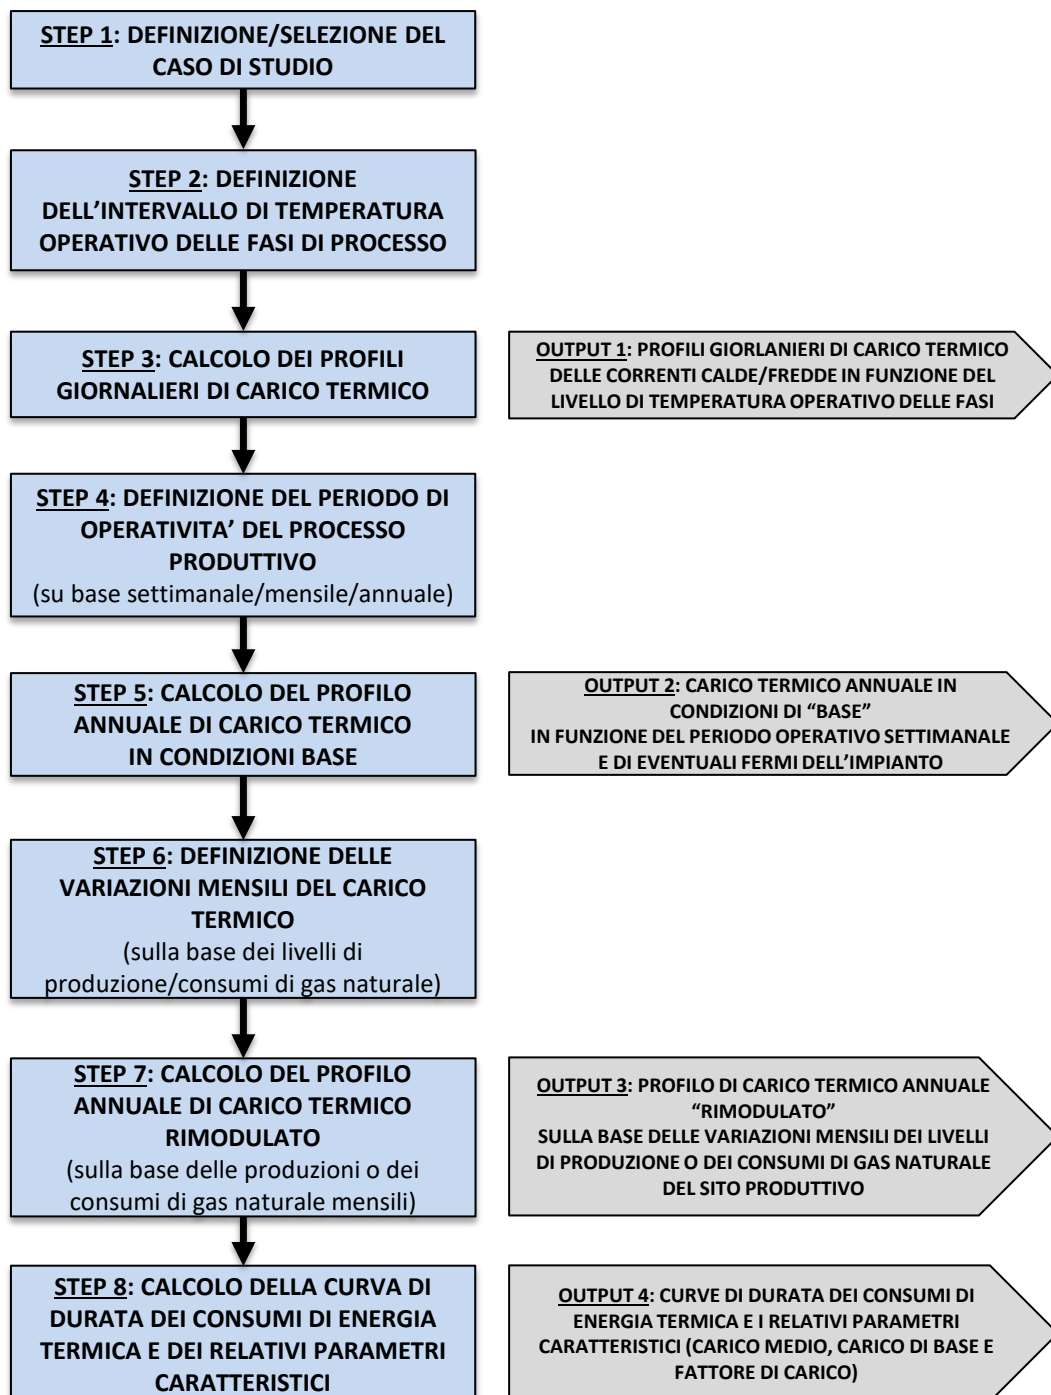 STEP 1: DEFINIZIONE/SELEZIONE DEL
CASO DI STUDIO
STEP 2: DEFINIZIONE
DELL’INTERVALLO DI TEMPERATURA
OPERATIVO DELLE FASI DI PROCESSO
STEP 3: CALCOLO DEI PROFILI
GIORNALIERI DI CARICO TERMICO
OUTPUT 1: PROFILI GIORLANIERI DI CARICO TERMICO
DELLE CORRENTI CALDE/FREDDE IN FUNZIONE DEL
LIVELLO DI TEMPERATURA OPERATIVO DELLE FASI
STEP 4: DEFINIZIONE DEL PERIODO DI
OPERATIVITA’ DEL PROCESSO
PRODUTTIVO
(su base settimanale/mensile/annuale)
STEP 5: CALCOLO DEL PROFILO
ANNUALE DI CARICO TERMICO
IN CONDIZIONI BASE
OUTPUT 2: CARICO TERMICO ANNUALE IN
CONDIZIONI DI “BASE”
IN FUNZIONE DEL PERIODO OPERATIVO SETTIMANALE
E DI EVENTUALI FERMI DELL’IMPIANTO
STEP 6: DEFINIZIONE DELLE
VARIAZIONI MENSILI DEL CARICO
TERMICO
(sulla base dei livelli di
produzione/consumi di gas naturale)
STEP 7: CALCOLO DEL PROFILO
ANNUALE DI CARICO TERMICO
RIMODULATO
(sulla base delle produzioni o dei
consumi di gas naturale mensili)
OUTPUT 3: PROFILO DI CARICO TERMICO ANNUALE
“RIMODULATO”
SULLA BASE DELLE VARIAZIONI MENSILI DEI LIVELLI
DI PRODUZIONE O DEI CONSUMI DI GAS NATURALE
DEL SITO PRODUTTIVO
STEP 8: CALCOLO DELLA CURVA DI
DURATA DEI CONSUMI DI ENERGIA
TERMICA E DEI RELATIVI PARAMETRI
CARATTERISTICI
OUTPUT 4: CURVE DI DURATA DEI CONSUMI DI
ENERGIA TERMICA E I RELATIVI PARAMETRI
CARATTERISTICI (CARICO MEDIO, CARICO DI BASE E
FATTORE DI CARICO)